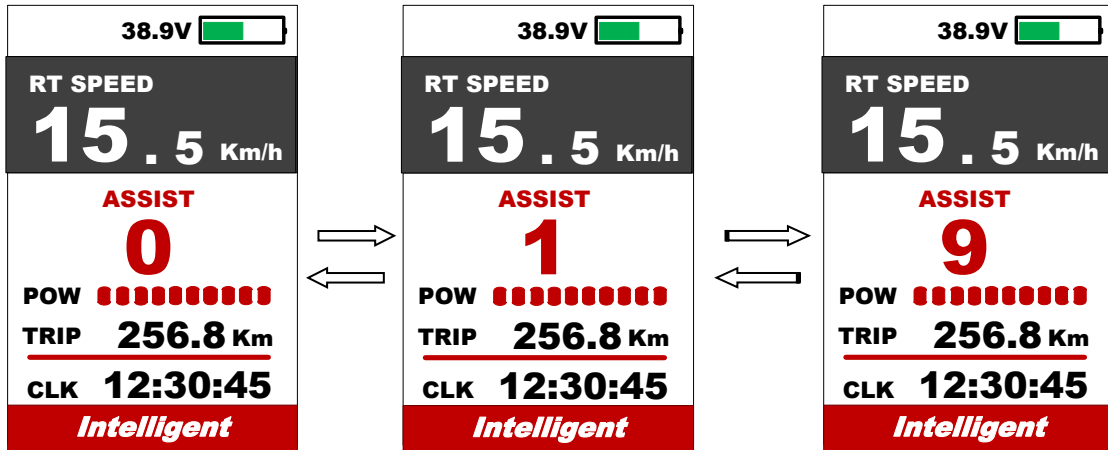 38.9V
RT SPEED
15.5 Km/h
ASSIST
0
POW
TRIP 256.8 Km
CLK 12:30:45
Intelligent
38.9V
RT SPEED
15.5 Km/h
ASSIST
1
POW
TRIP 256.8 Km
CLK 12:30:45
Intelligent
38.9V
RT SPEED
15.5 Km/h
ASSIST
9
POW
TRIP 256.8 Km
CLK 12:30:45
Intelligent